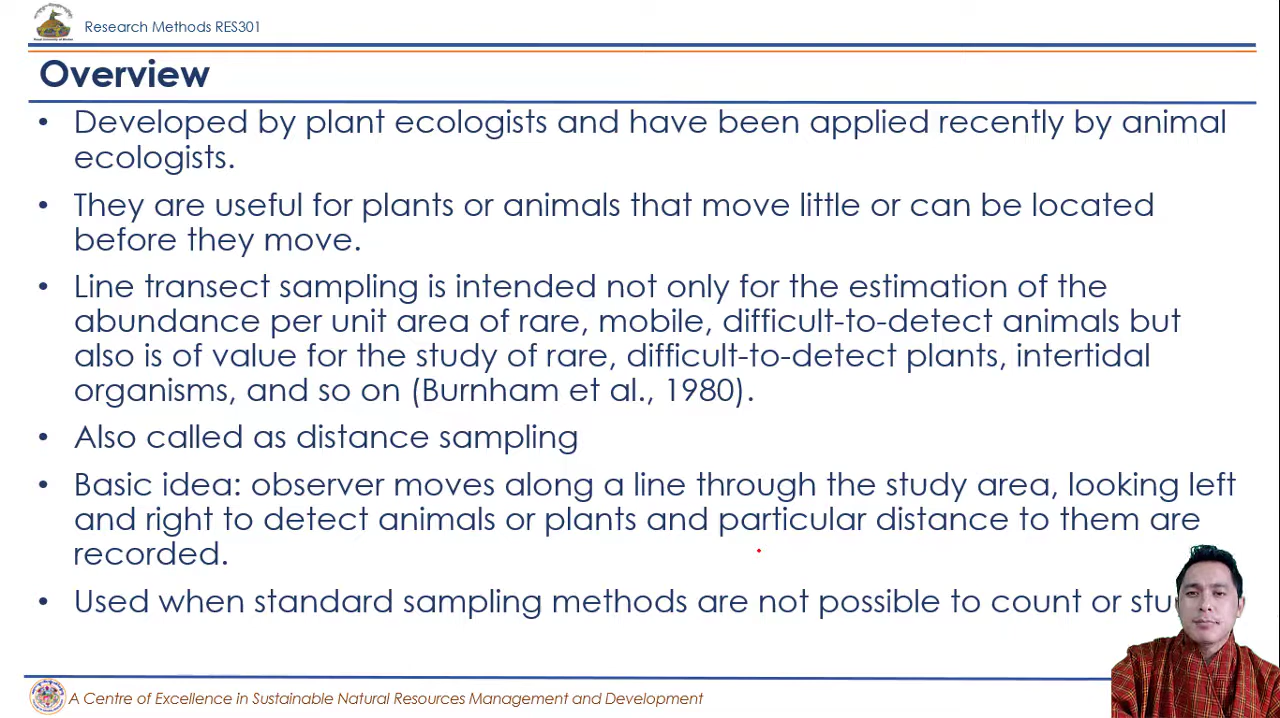 Research Methods RES301
Overview
• Developed by plant ecologists and have been applied recently by animal
ecologists.
• They are useful for plants or animals that move little or can be located
before they move.
• Line transect sampling is intended not only for the estimation of the
abundance per unit area of rare, mobile, difficult-to-detect animals but
also is of value for the study of rare, difficult-to-detect plants, intertidal
organisms, and so on (Burnham et al., 1980).
• Also called as distance sampling
• Basic idea: observer moves along a line through the study area, looking left
and right to detect animals or plants and particular distance to them are
recorded.
• Used when standard sampling methods are not possible to count or
A Centre of Excellence in Sustainable Natural Resources Management and Development